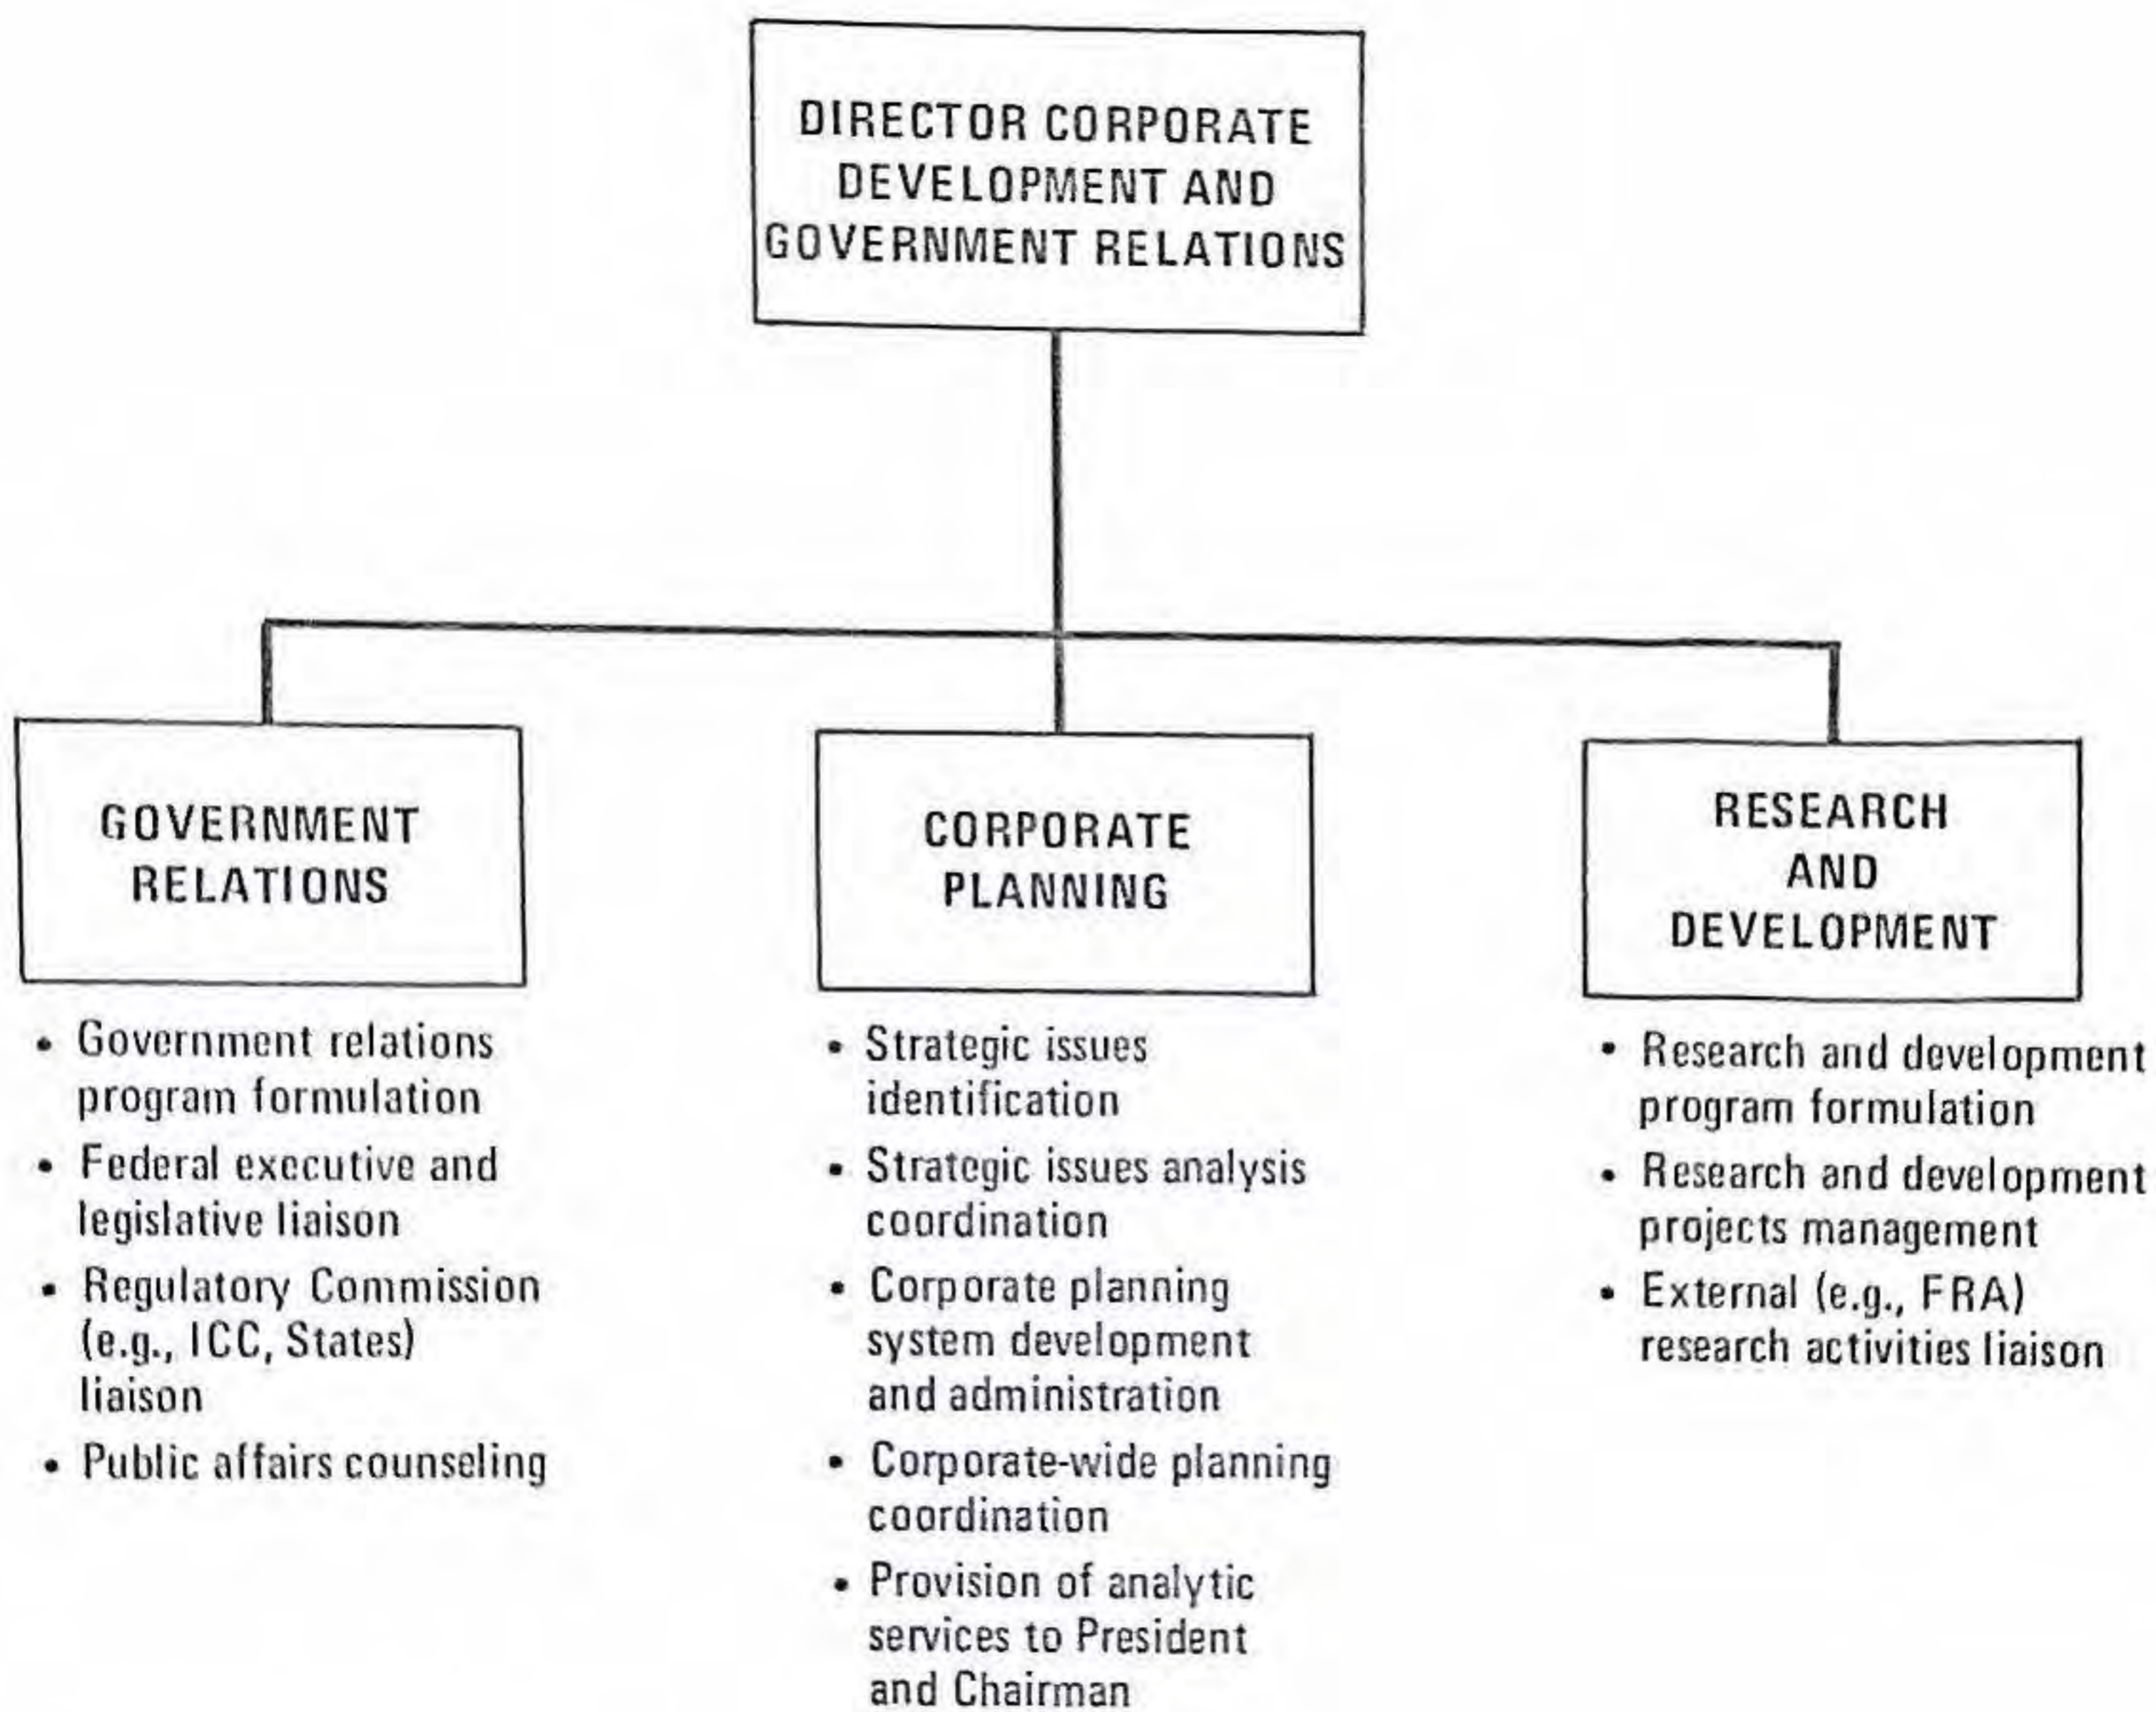 DIRECTOR CORPORATE
DEVELOPMENT AND
GOVERNMENT RELATIONS
GOVERNMENT
RELATIONS
• Government relations
program formulation
• Federal executive and
legislative liaison
• Regulatory Commission
(e.g., ICC, States)
liaison
• Public affairs counseling
CORPORATE
PLANNING
• Strategic issues
identification
• Strategic issues analysis
coordination
• Corporate planning
system development
and administration
• Corporate-wide planning
coordination
• Provision of analytic
services to President
and Chairman
RESEARCH
AND
DEVELOPMENT
• Research and development
program formulation
• Research and development
projects management
• External (e.g., FRA)
research activities liaison